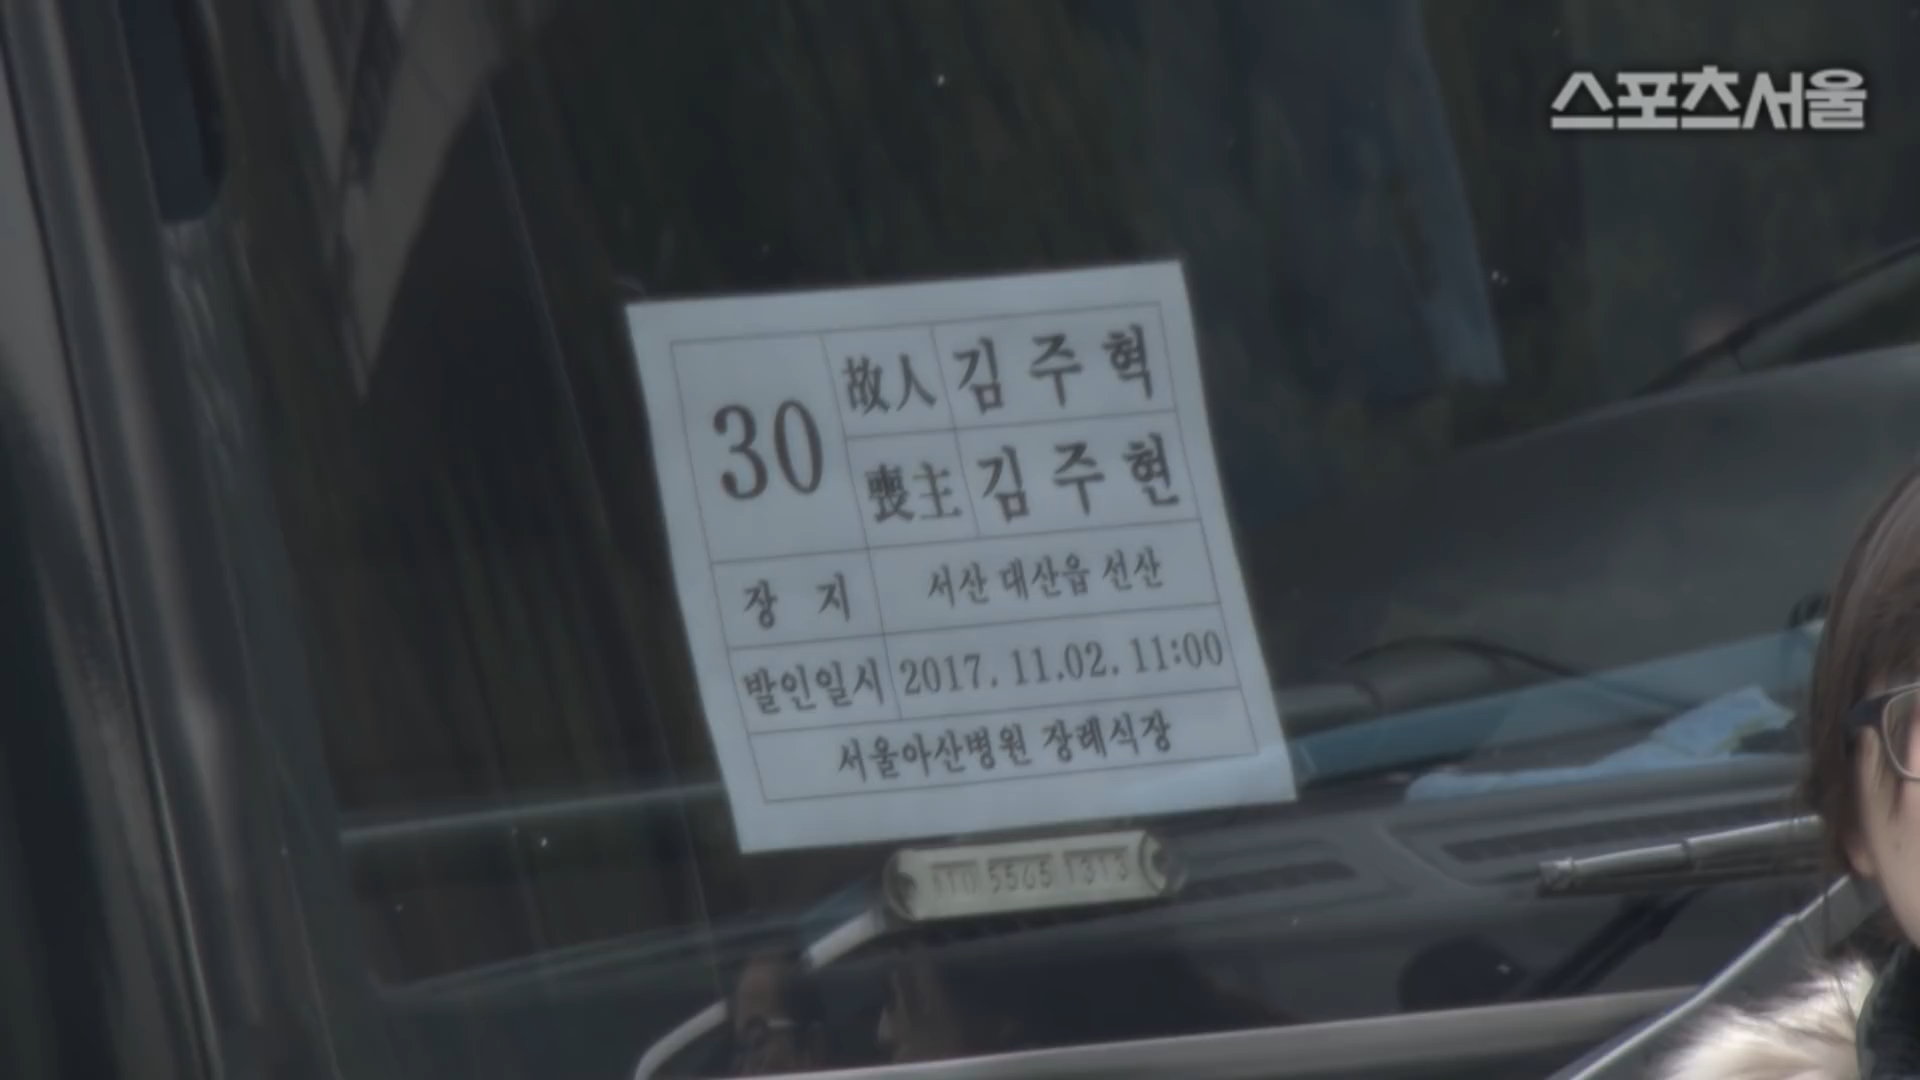 스포츠서울
30
故人 김주혁
喪主 김주현
장 지 서산 대산읍 선산
발인일시 2017. 11.02. 11:00
서울아산병원 장례식장
5565 1313